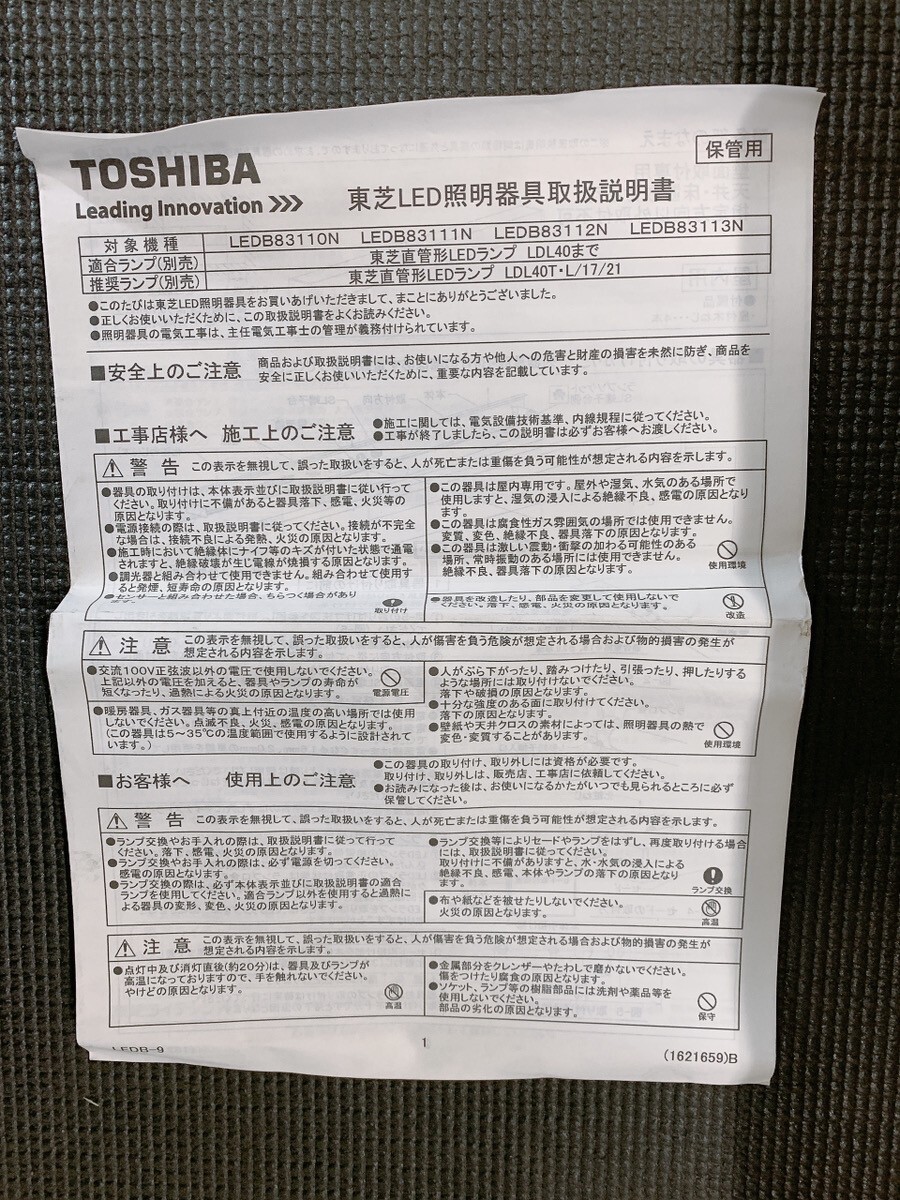 保管用
TOSHIBA
Leading Innovation >>>
東芝LED照明器具取扱説明書
対象機種 LEDB83110N LEDB83111N LEDB83112N LEDB83113N
適合ランプ(別売) 東芝直管形LEDランプ LDL40まで
推奨ランプ(別売) 東芝直管形LEDランプ LDL40T・L/17/21
●このたびは東芝LED照明器具をお買いあげいただきまして、まことにありがとうございました。
●正しくお使いいただくために、この取扱説明書をよくお読みください。
●照明器具の電気工事は、主任電気工事士の管理が義務付けられています。
■安全上のご注意
商品および取扱説明書には、お使いになる方や他人への危害と財産の損害を未然に防ぎ、商品を
安全に正しくお使いいただくために、重要な内容を記載しています。
■工事店様へ 施工上のご注意
●施工に関しては、電気設備技術基準、内線規程に従ってください。
●工事が終了しましたら、この説明書は必ずお客様へお渡しください。
警告 この表示を無視して、誤った取扱いをすると、人が死亡または重傷を負う可能性が想定される内容を示します。
●器具の取り付けは、本体表示並びに取扱説明書に従い行って
ください。取り付けに不備があると器具落下、感電、火災等の
原因となります。
●電源接続の際は、取扱説明書に従ってください。接続が不完全
な場合は、接続不良による発熱、火災の原因となります。
●施工時において絶縁体にナイフ等のキズが付いた状態で通電
されますと、絶縁破壊が生じ電線が焼損する原因となります。
●調光器と組み合わせて使用できません。組み合わせて使用す
ると発煙、短寿命の原因となります。
●センサーと組み合わせた場合、ちらつく場合があり
取り付け
●この器具は屋内専用です。屋外や湿気、水気のある場所で
使用しますと、湿気の浸入による絶縁不良、感電の原因となり
ます。
●この器具は腐食性ガス雰囲気の場所では使用できません。
変質、変色、絶縁不良、器具落下の原因となります。
●この器具は激しい震動・衝撃の加わる可能性のある
場所、常時振動のある場所には使用できません。
絶縁不良、器具落下の原因となります。
使用環境
●器具を改造したり、部品を変更して使用しないで
ください。落下、感電、火災の原因となります。
改造
注意 この表示を無視して、誤った取扱いをすると、人が傷害を負う危険が想定される場合および物的損害の発生が
想定される内容を示します。
●交流100V正弦波以外の電圧で使用しないでください。
上記以外の電圧を加えると、器具やランプの寿命が
短くなったり、過熱による火災の原因となります。
電源電圧
●暖房器具、ガス器具等の真上付近の温度の高い場所では使用
しないでください。点滅不良、火災、感電の原因となります。
(この器具は5~35℃の温度範囲で使用するように設計されて
います。)
●人がぶら下がったり、踏みつけたり、引張ったり、押したりする
ような場所には取り付けないでください。
落下や破損の原因となります。
●十分な強度のある面に取り付けてください。
落下の原因となります。
●壁紙や天井クロスの素材によっては、照明器具の熱で
変色・変質することがあります。
使用環境
■お客様へ 使用上のご注意
●この器具の取り付け、取り外しには資格が必要です。
取り付け、取り外しは、販売店、工事店に依頼してください。
●お読みになった後は、お使いになるかたがいつでも見られるところに必ず
保管してください。
警告 この表示を無視して、誤った取扱いをすると、人が死亡または重傷を負う可能性が想定される内容を示します。
●ランプ交換やお手入れの際は、取扱説明書に従って行って
ください。落下、感電、火災の原因となります。
●ランプ交換やお手入れの際は、必ず電源を切ってください。
感電の原因となります。
●ランプ交換の際は、必ず本体表示並びに取扱説明書の適合
ランプを使用してください。適合ランプ以外を使用すると過熱に
よる器具の変形、変色、火災の原因となります。
●ランプ交換等によりセードやランプをはずし、再度取り付ける場合
には、取扱説明書に従ってください。
取り付けに不備がありますと、水・水気の浸入による
絶縁不良、感電、本体やランプの落下の原因となり
ます。
ランプ交換
●布や紙などを被せたりしないでください。
火災の原因となります。
高温
注意 この表示を無視して、誤った取扱いをすると、人が傷害を負う危険が想定される場合および物的損害の発生が
想定される内容を示します。
●点灯中及び消灯直後(約20分)は、器具及びランプが
高温になっておりますので、手を触れないでください。
やけどの原因となります。
高温
●金属部分をクレンザーやたわしで磨かないでください。
傷をつけたり腐食の原因となります。
●ソケット、ランプ等の樹脂部品には洗剤や薬品等を
使用しないでください。
部品の劣化の原因となります。
保守
LEDB-9
1
(1621659)B